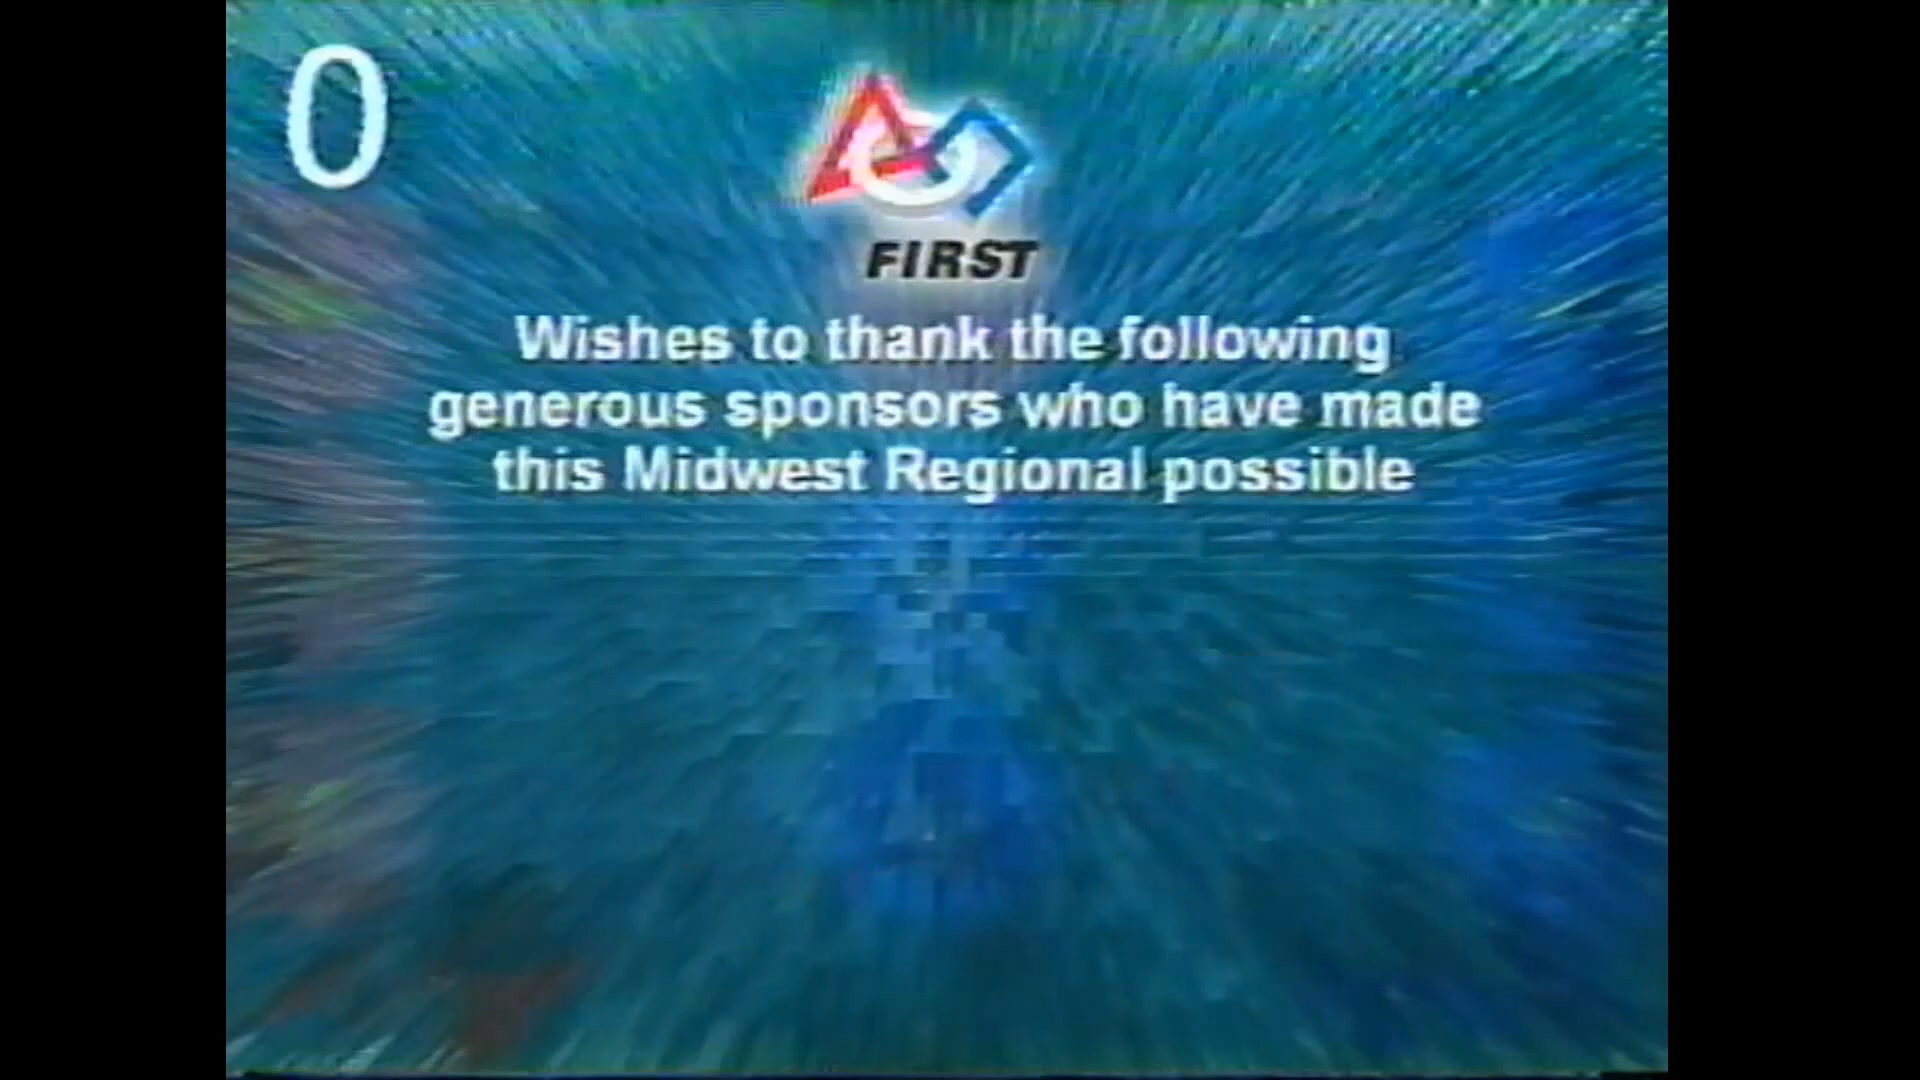 0
FIRST
Wishes to thank the following
generous sponsors who have made
this Midwest Regional possible